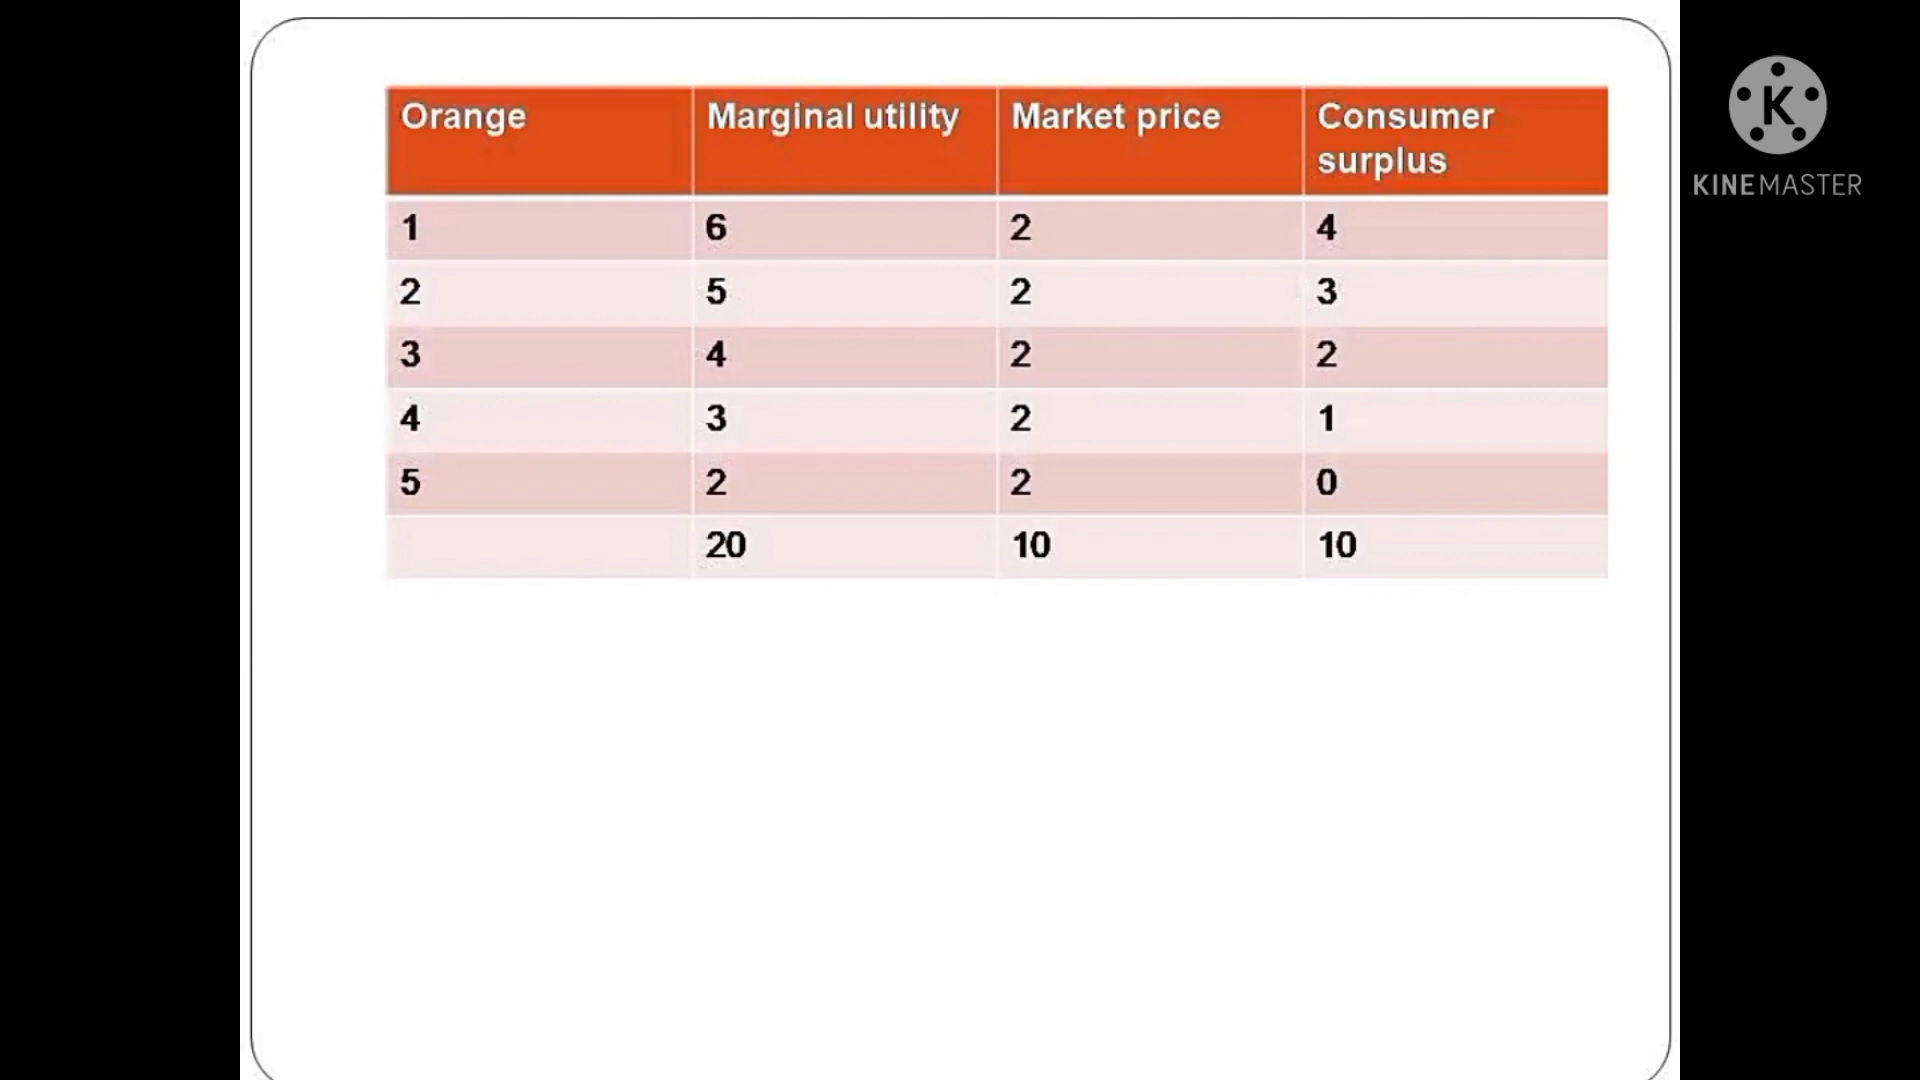 Orange Marginal utility Market price Consumer
surplus
1 6 2 4
2 5 2 3
3 4 2 2
4 3 2 1
5 2 2 0
20 10 10
K
KINEMASTER